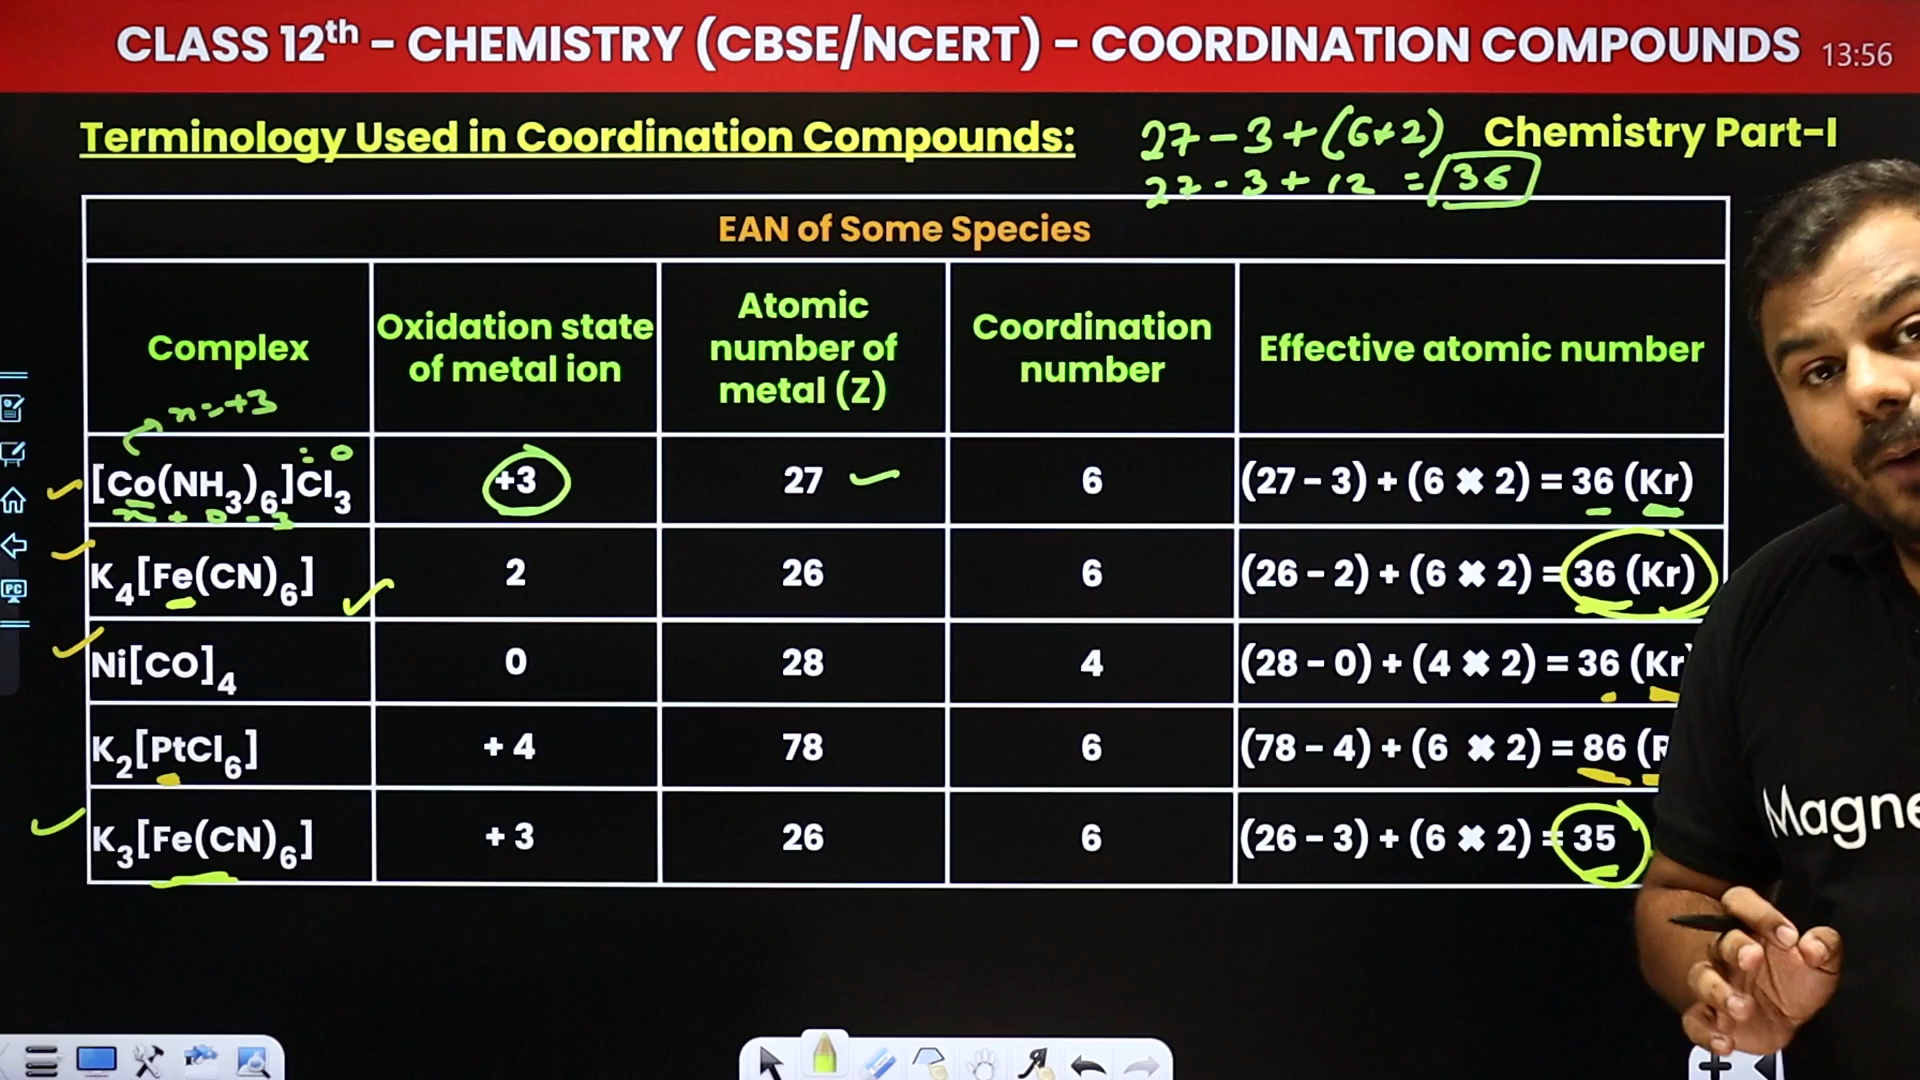 CLASS 12th - CHEMISTRY (CBSE/NCERT) - COORDINATION COMPOUNDS 13:56
Terminology Used in Coordination Compounds:
27 - 3 + (6×2)
27 - 3 + 12 = 36
Chemistry Part-I
EAN of Some Species
Complex
Oxidation state of metal ion
Atomic number of metal (Z)
Coordination number
Effective atomic number
x = +3
[Co(NH3)6]Cl3 +3 27 6 (27 - 3) + (6 × 2) = 36 (Kr)
x + 0 - 3 = 0
K4[Fe(CN)6] 2 26 6 (26 - 2) + (6 × 2) = 36 (Kr)
Ni[CO]4 0 28 4 (28 - 0) + (4 × 2) = 36 (Kr)
K2[PtCl6] + 4 78 6 (78 - 4) + (6 × 2) = 86 (R
K3[Fe(CN)6] + 3 26 6 (26 - 3) + (6 × 2) = 35
Magne
PC